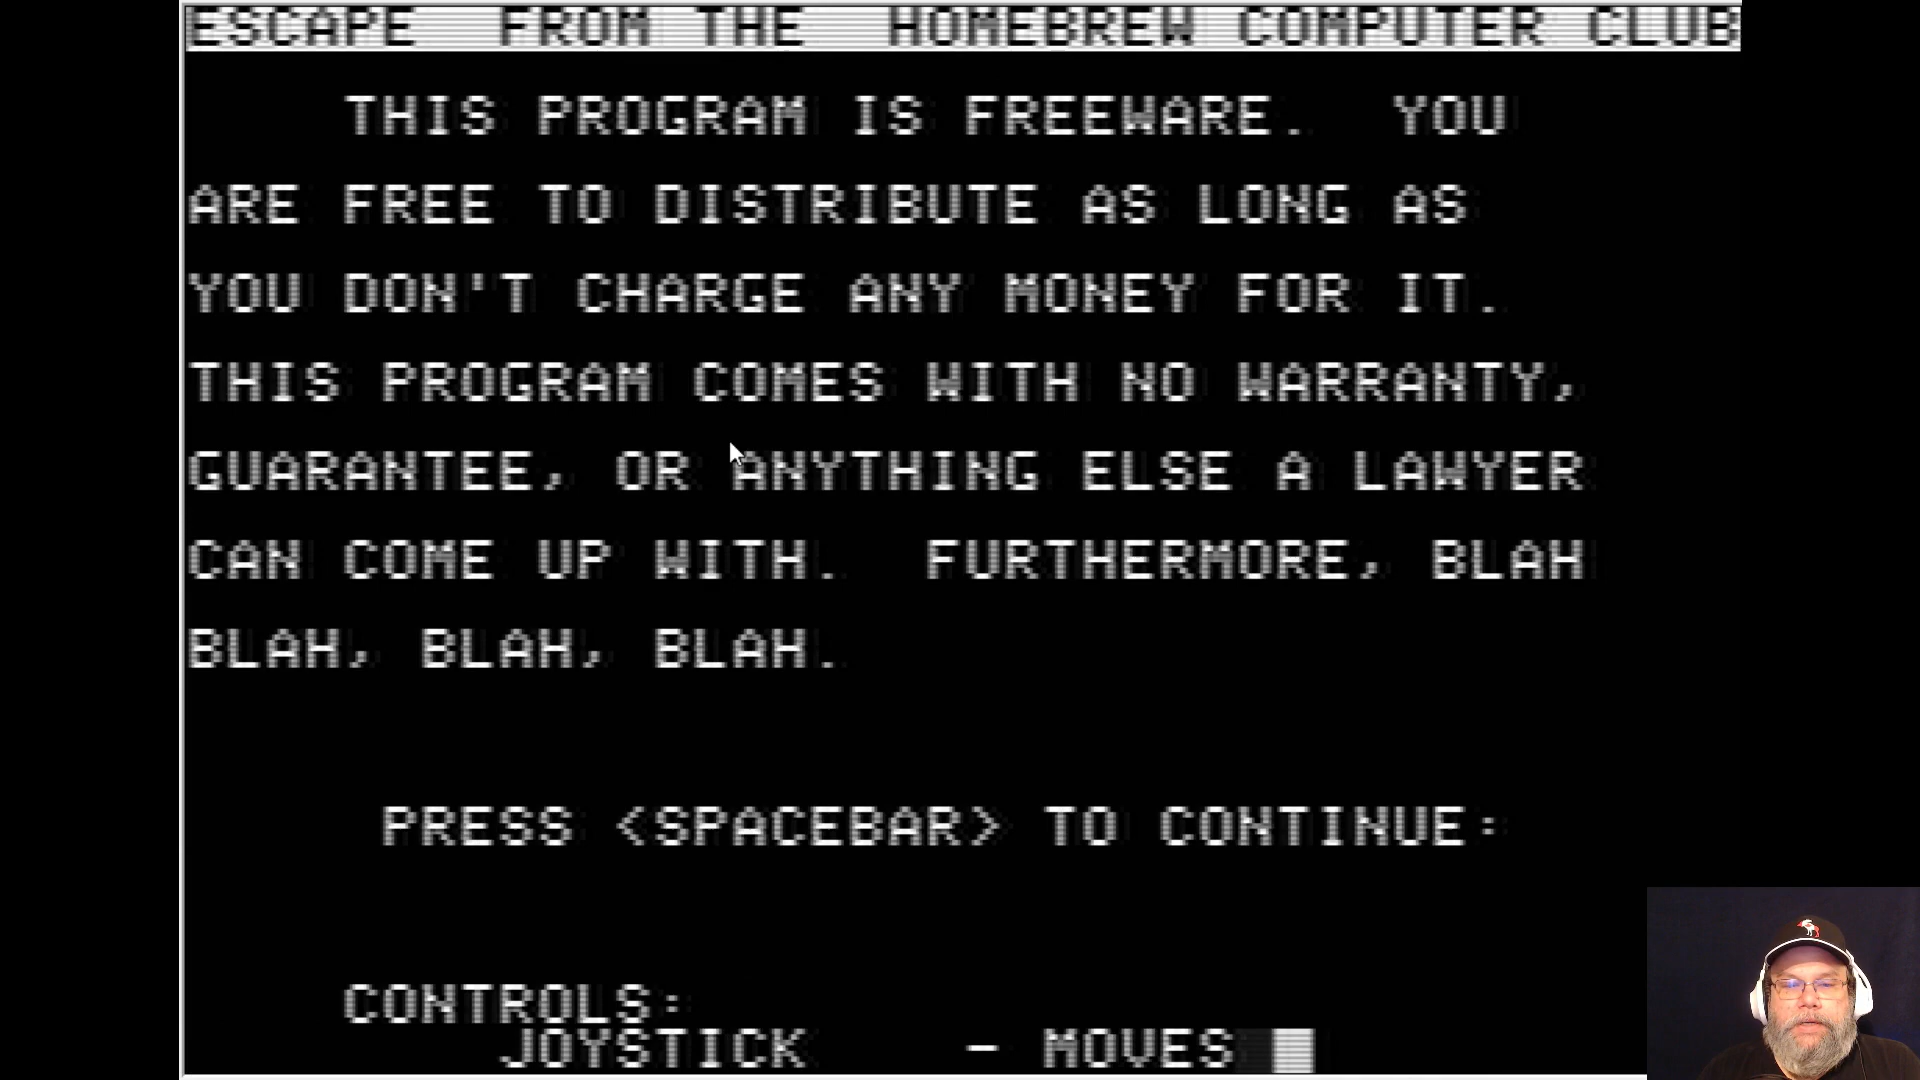 ESCAPE  FROM THE  HOMEBREW COMPUTER CLUB
THIS PROGRAM IS FREEWARE.  YOU
ARE FREE TO DISTRIBUTE AS LONG AS
YOU DON'T CHARGE ANY MONEY FOR IT.
THIS PROGRAM COMES WITH NO WARRANTY,
GUARANTEE, OR ANYTHING ELSE A LAWYER
CAN COME UP WITH.  FURTHERMORE, BLAH
BLAH, BLAH, BLAH.
PRESS <SPACEBAR> TO CONTINUE:
CONTROLS:
JOYSTICK    - MOVES